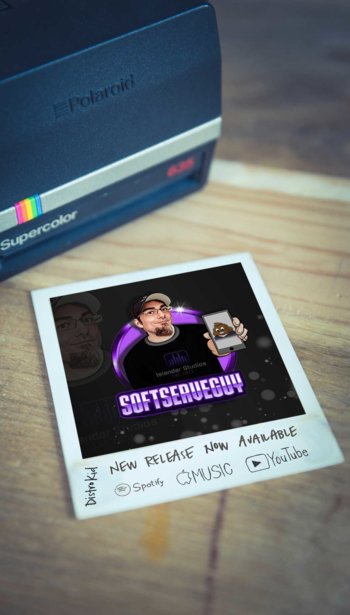 Polaroid
635
Supercolor
Islander Studios
SOFTSERVEGUY
NEW RELEASE NOW AVAILABLE
DistroKid
Spotify MUSIC YouTube